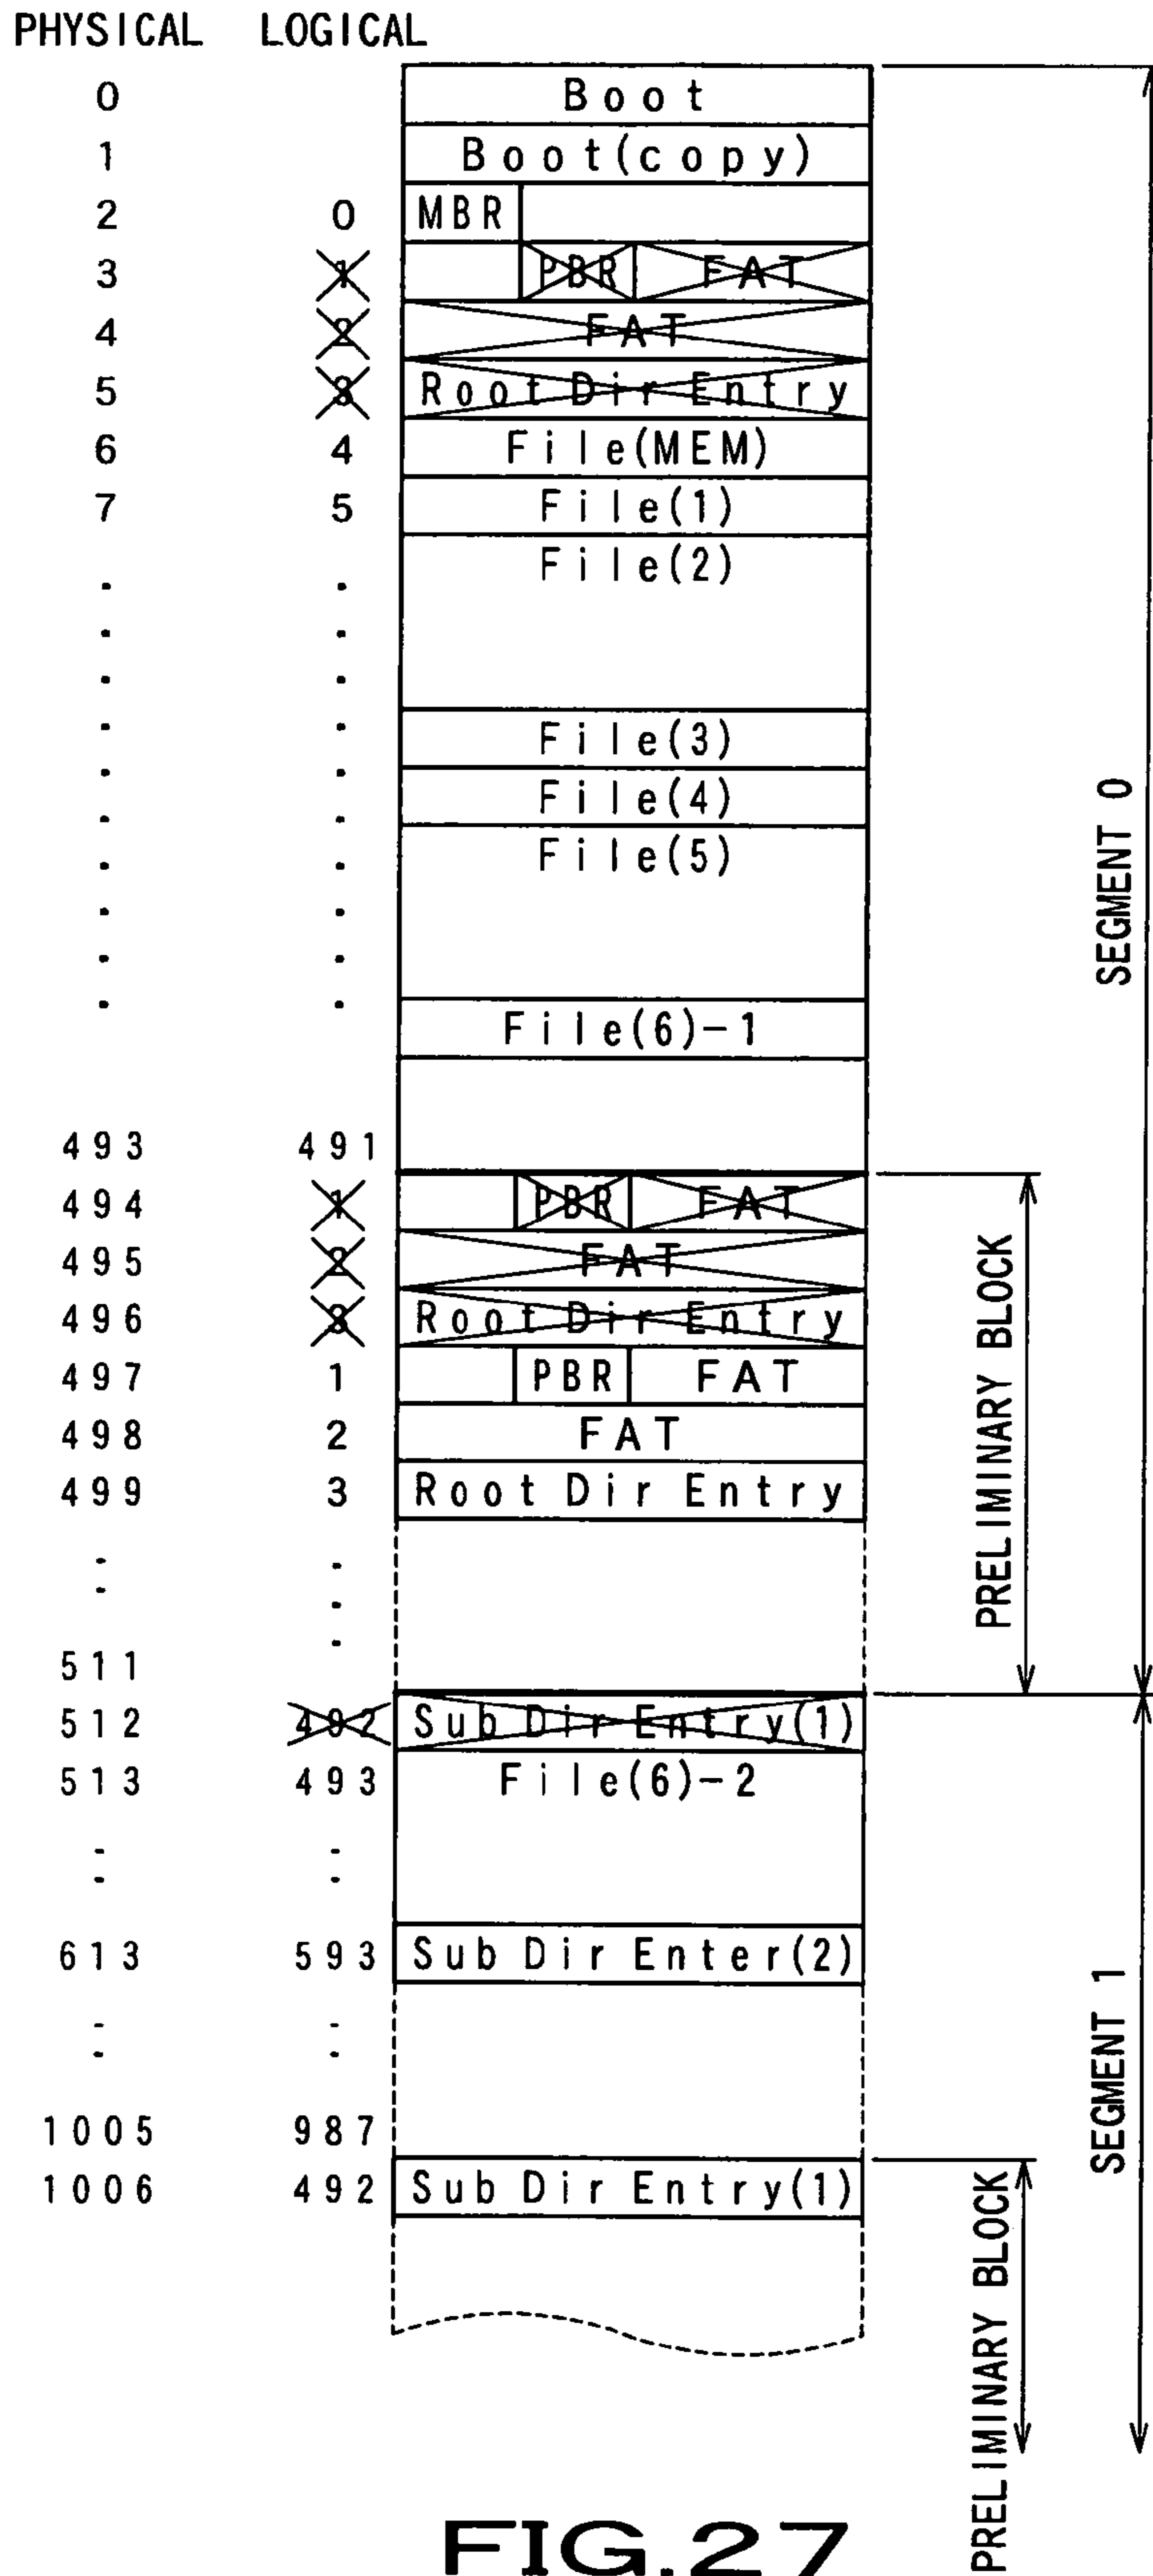 PHYSICAL LOGICAL
0 Boot
1 Boot(copy)
2 0 MBR
3 1 PBR FAT
4 2 FAT
5 3 Root Dir Entry
6 4 File(MEM)
7 5 File(1)
File(2)
File(3)
File(4)
File(5)
SEGMENT 0
File(6)-1
493 491
494 1 PBR FAT
495 2 FAT
496 3 Root Dir Entry
497 1 PBR FAT
498 2 FAT
499 3 Root Dir Entry
PRELIMINARY BLOCK
511
512 492 Sub Dir Entry(1)
513 493 File(6)-2
613 593 Sub Dir Enter(2)
SEGMENT 1
1005 987
1006 492 Sub Dir Entry(1)
PRELIMINARY BLOCK
FIG.27